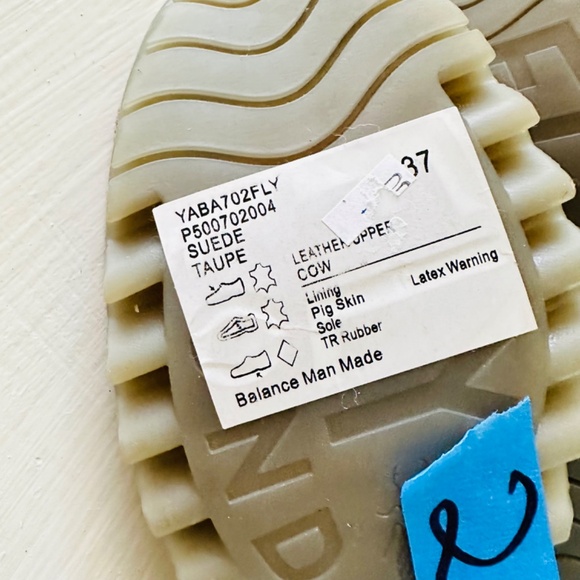 YABA702FLY
P500702004
SUEDE
TAUPE
37
LEATHER UPPER
COW
Lining
Pig Skin
Sole
TR Rubber
Latex Warning
Balance Man Made